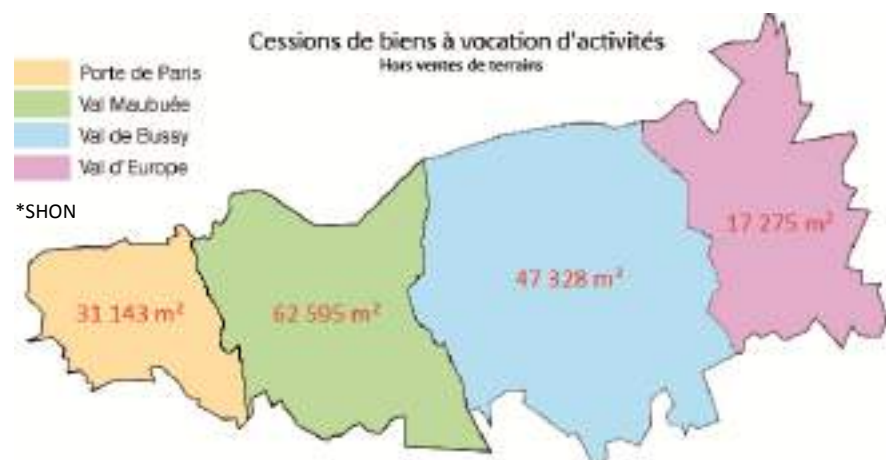 Cessions de biens à vocation d'activités
Hors ventes de terrains
Porte de Paris
Val Maubuée
Val de Bussy
Val d'Europe
*SHON
17 275 m²
47 328 m²
31 143 m²
62 595 m²